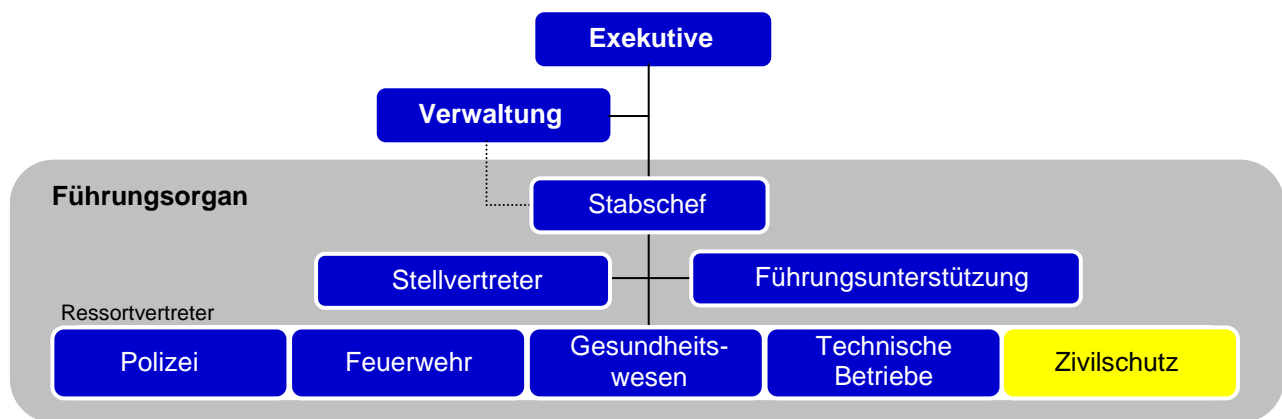 Exekutive
Verwaltung
Führungsorgan
Stabschef
Stellvertreter
Führungsunterstützung
Ressortvertreter
Polizei
Feuerwehr
Gesundheits-
wesen
Technische
Betriebe
Zivilschutz